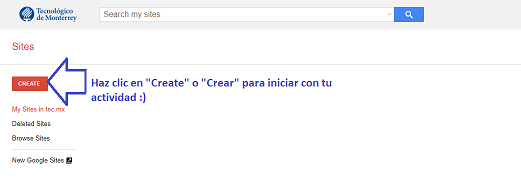 Tecnológico
de Monterrey
Search my sites
Sites
CREATE
Haz clic en "Create" o "Crear" para iniciar con tu
actividad :)
My Sites in tec.mx
Deleted Sites
Browse Sites
New Google Sites